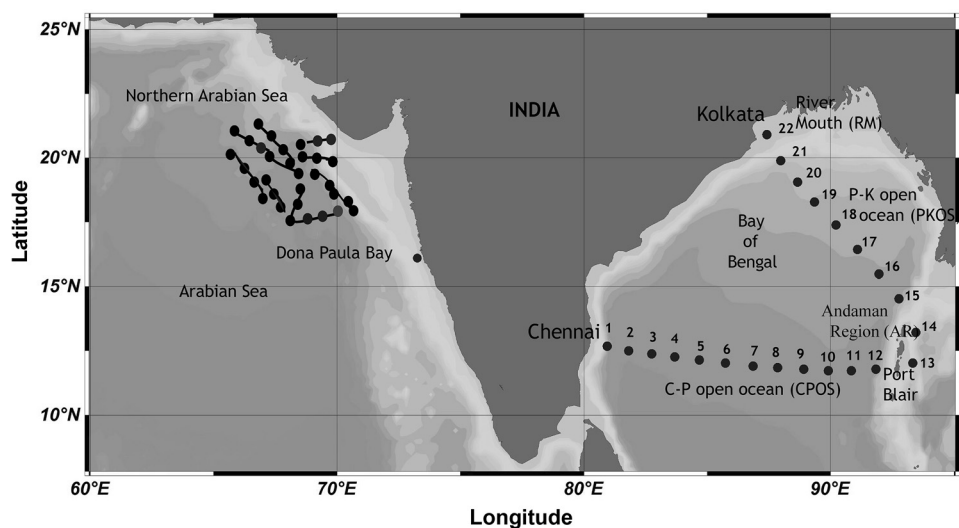 25°N
20°N
15°N
10°N
Latitude
60°E
70°E
80°E
90°E
Longitude
Northern Arabian Sea
INDIA
Kolkata
River
Mouth (RM)
22
21
20
19
P-K open
18 ocean (PKOS)
17
16
15
14
13
Bay
of
Bengal
Dona Paula Bay
Arabian Sea
Andaman
Region (AR)
Chennai
1
2
3
4
5
6
7
8
9
10
11
12
C-P open ocean (CPOS)
Port
Blair